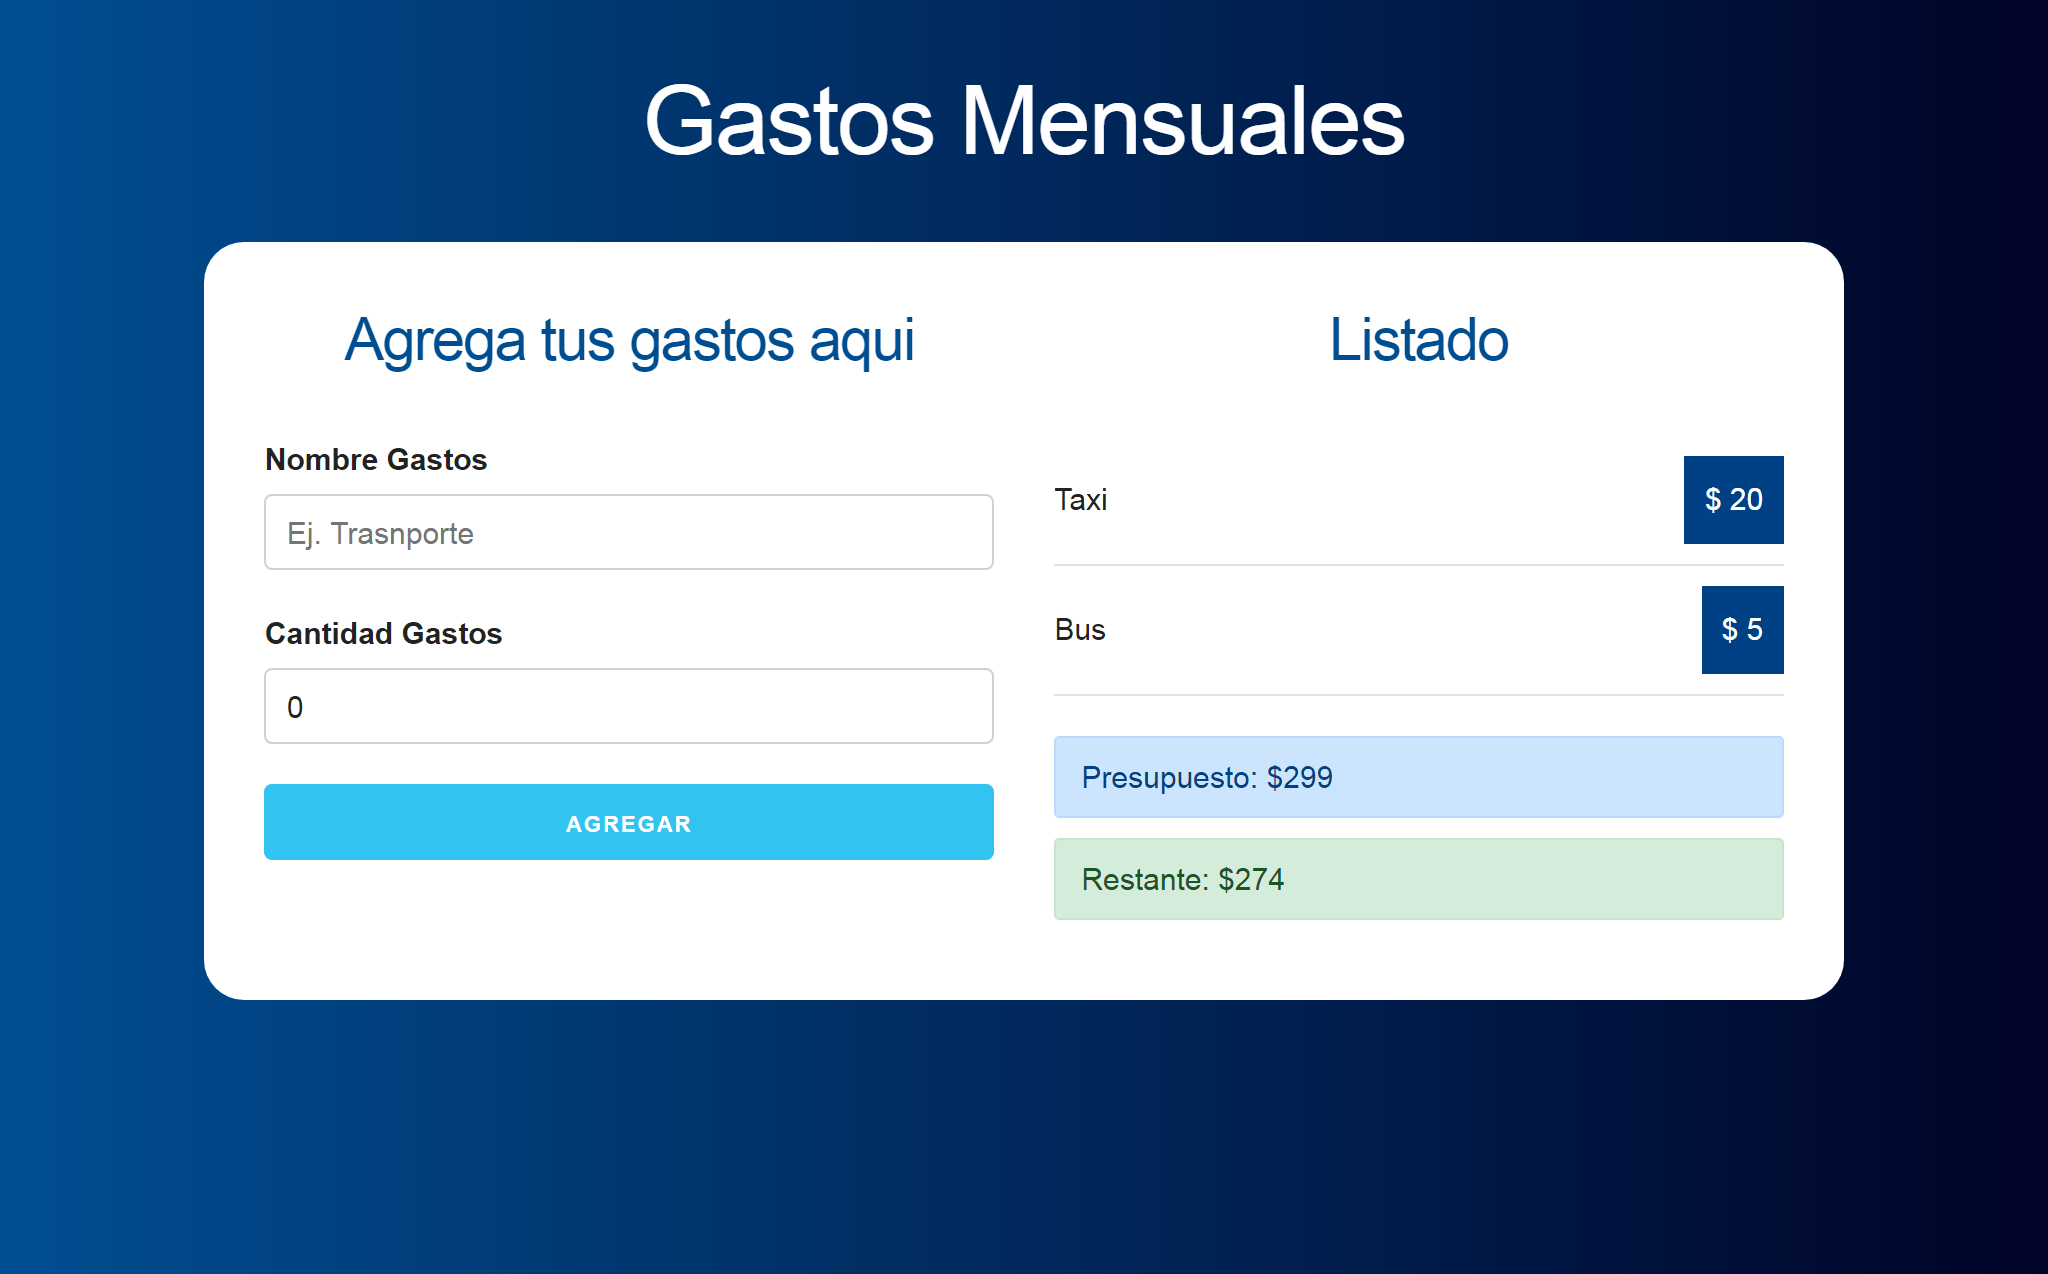 Gastos Mensuales
Agrega tus gastos aqui
Nombre Gastos
Ej. Trasnporte
Cantidad Gastos
0
AGREGAR
Listado
Taxi
$ 20
Bus
$ 5
Presupuesto: $299
Restante: $274